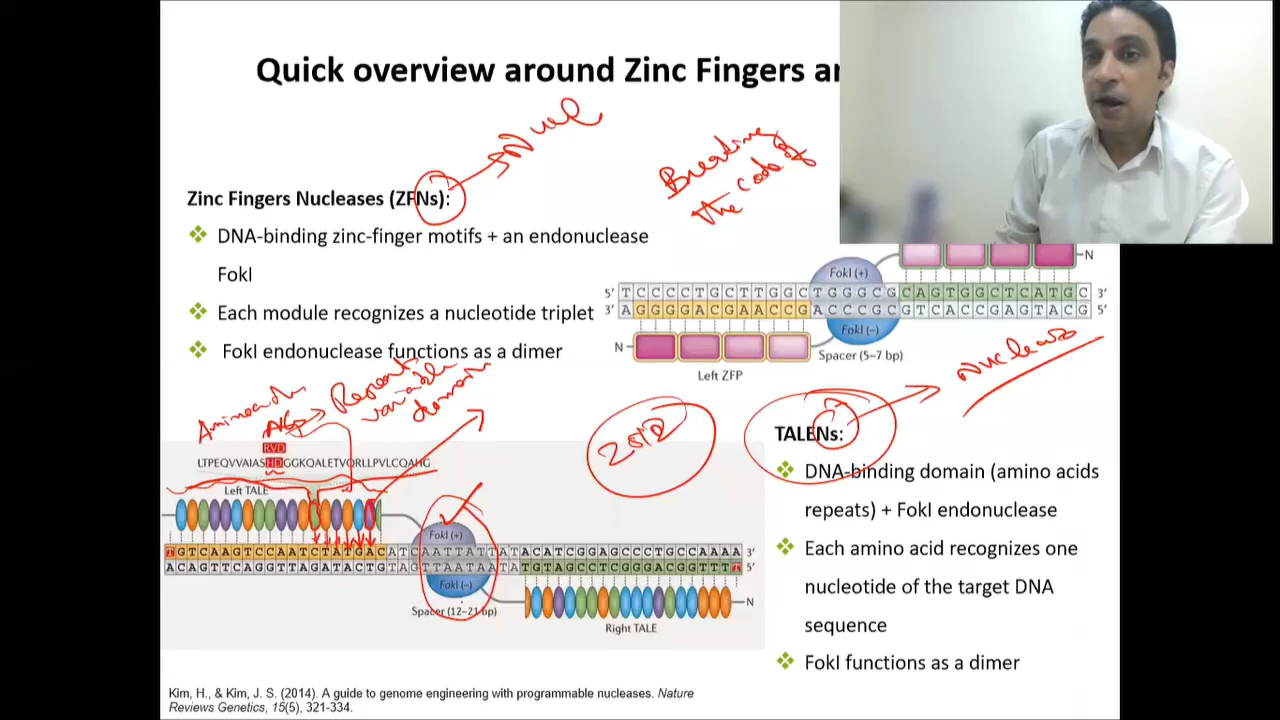 Quick overview around Zinc Fingers ar
Nucl
Breaking
the code of
Zinc Fingers Nucleases (ZFNs):
DNA-binding zinc-finger motifs + an endonuclease
FokI
Each module recognizes a nucleotide triplet
FokI endonuclease functions as a dimer
N
FokI (+)
5' TCCCCTGCTTGGCTGGGCGCAGTGGCTCATGC 3'
3' AGGGGACGAACCGACCCGCGTCACCGAGTACG 5'
FokI (–)
N
Spacer (5–7 bp)
Left ZFP
Nucleas
Aminoacids
Repeat
variable
domain
RVD
LTPEQVVAIASHDGGKQALETVQRLLPVLCQAHG
Left TALE
FokI (+)
TGTCAAGTCCAATCTATGACATCAATTATTATACATCGGAGCCCTGCCAAAA 3'
ACAGTTCAGGTTAGATACTGTAGTTAATAATATGTAGCCTCGGGACGGTTTT 5'
FokI (–)
Spacer (12–21 bp)
N
Right TALE
TALENs:
DNA-binding domain (amino acids
repeats) + FokI endonuclease
Each amino acid recognizes one
nucleotide of the target DNA
sequence
FokI functions as a dimer
Kim, H., & Kim, J. S. (2014). A guide to genome engineering with programmable nucleases. Nature
Reviews Genetics, 15(5), 321-334.